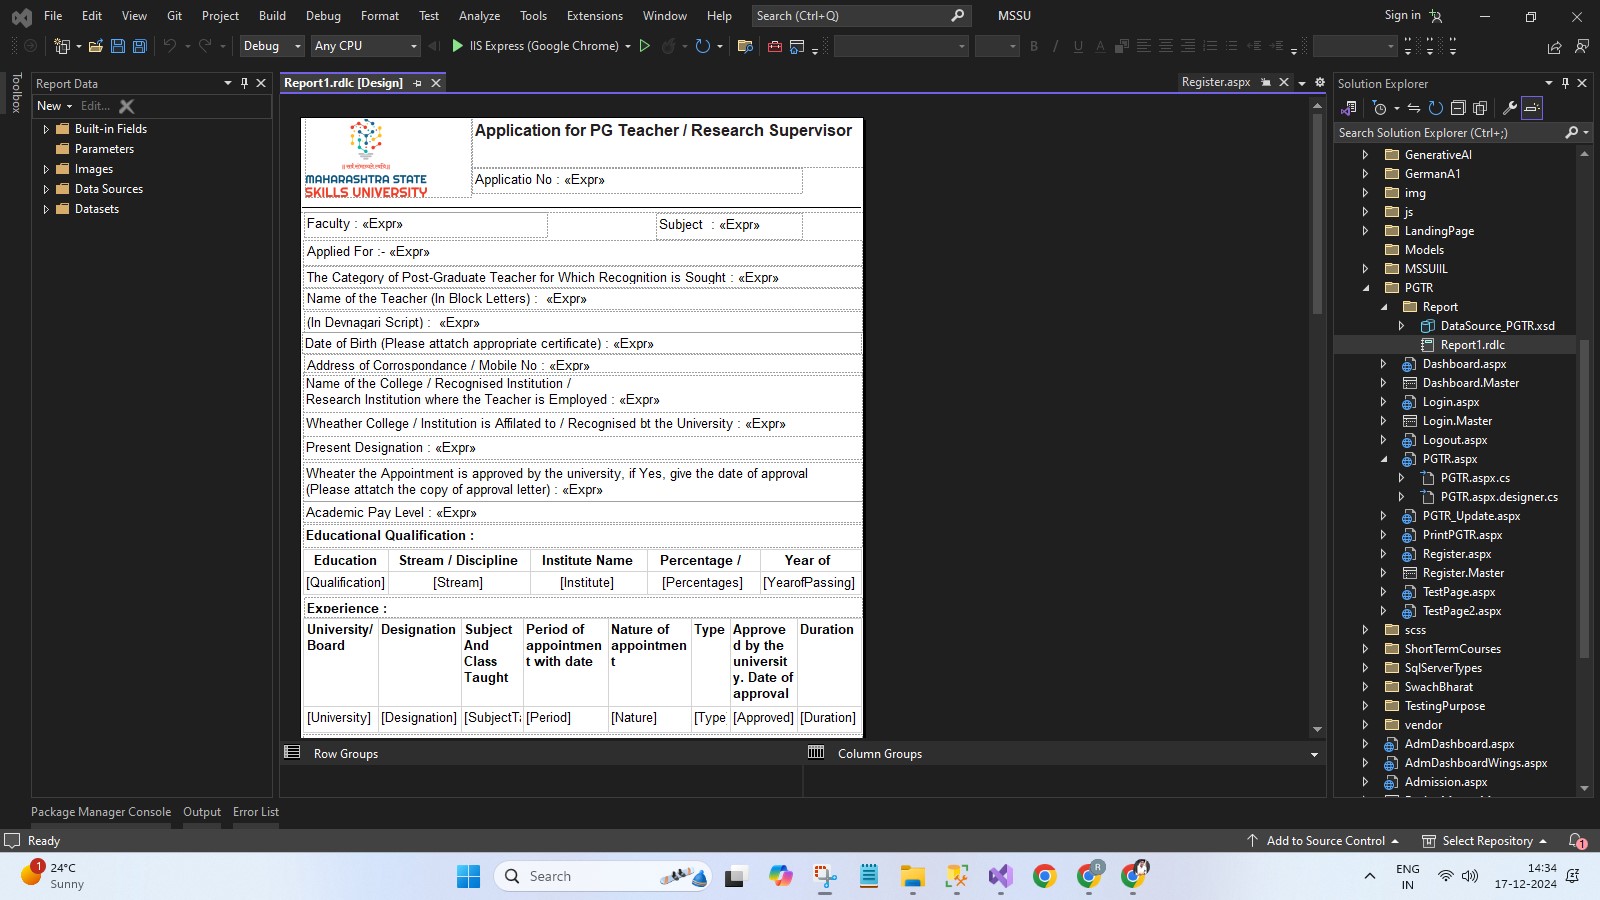 File Edit View Git Project Build Debug Format Test Analyze Tools Extensions Window Help Search (Ctrl+Q) MSSU Sign in
Debug Any CPU IIS Express (Google Chrome) B I U A
Toolbox
Report Data
New Edit...
Built-in Fields
Parameters
Images
Data Sources
Datasets
Report1.rdlc [Design] Register.aspx
Application for PG Teacher / Research Supervisor
MAHARASHTRA STATE
SKILLS UNIVERSITY
Applicatio No : «Expr»
Faculty : «Expr» Subject : «Expr»
Applied For :- «Expr»
The Category of Post-Graduate Teacher for Which Recognition is Sought : «Expr»
Name of the Teacher (In Block Letters) : «Expr»
(In Devnagari Script) : «Expr»
Date of Birth (Please attatch appropriate certificate) : «Expr»
Address of Corrospondance / Mobile No : «Expr»
Name of the College / Recognised Institution /
Research Institution where the Teacher is Employed : «Expr»
Wheather College / Institution is Affilated to / Recognised bt the University : «Expr»
Present Designation : «Expr»
Wheater the Appointment is approved by the university, if Yes, give the date of approval
(Please attatch the copy of approval letter) : «Expr»
Academic Pay Level : «Expr»
Educational Qualification :
Education Stream / Discipline Institute Name Percentage / Year of
[Qualification] [Stream] [Institute] [Percentages] [YearofPassing]
Experience :
University/ Designation Subject Period of Nature of Type Approve Duration
Board And appointmen appointmen d by the
Class t with date t universit
Taught y. Date of
approval
[University] [Designation] [SubjectT [Period] [Nature] [Type [Approved] [Duration]
Row Groups Column Groups
Solution Explorer
Search Solution Explorer (Ctrl+;)
GenerativeAI
GermanA1
img
js
LandingPage
Models
MSSUIIL
PGTR
Report
DataSource_PGTR.xsd
Report1.rdlc
Dashboard.aspx
Dashboard.Master
Login.aspx
Login.Master
Logout.aspx
PGTR.aspx
PGTR.aspx.cs
PGTR.aspx.designer.cs
PGTR_Update.aspx
PrintPGTR.aspx
Register.aspx
Register.Master
TestPage.aspx
TestPage2.aspx
scss
ShortTermCourses
SqlServerTypes
SwachBharat
TestingPurpose
vendor
AdmDashboard.aspx
AdmDashboardWings.aspx
Admission.aspx
Package Manager Console Output Error List
Ready Add to Source Control Select Repository 1
1 24°C
Sunny
Search
R
ENG
IN
14:34
17-12-2024